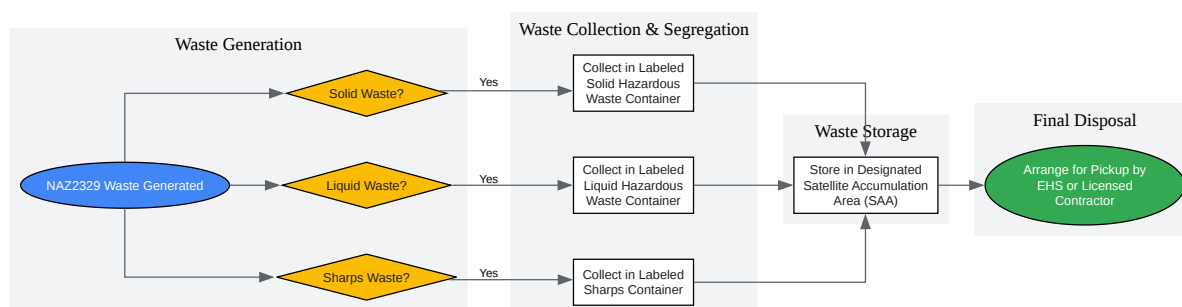 Waste Generation
NAZ2329 Waste Generated
Solid Waste?
Liquid Waste?
Sharps Waste?
Yes
Yes
Yes
Waste Collection & Segregation
Collect in Labeled
Solid Hazardous
Waste Container
Collect in Labeled
Liquid Hazardous
Waste Container
Collect in Labeled
Sharps Container
Waste Storage
Store in Designated
Satellite Accumulation
Area (SAA)
Final Disposal
Arrange for Pickup by
EHS or Licensed
Contractor